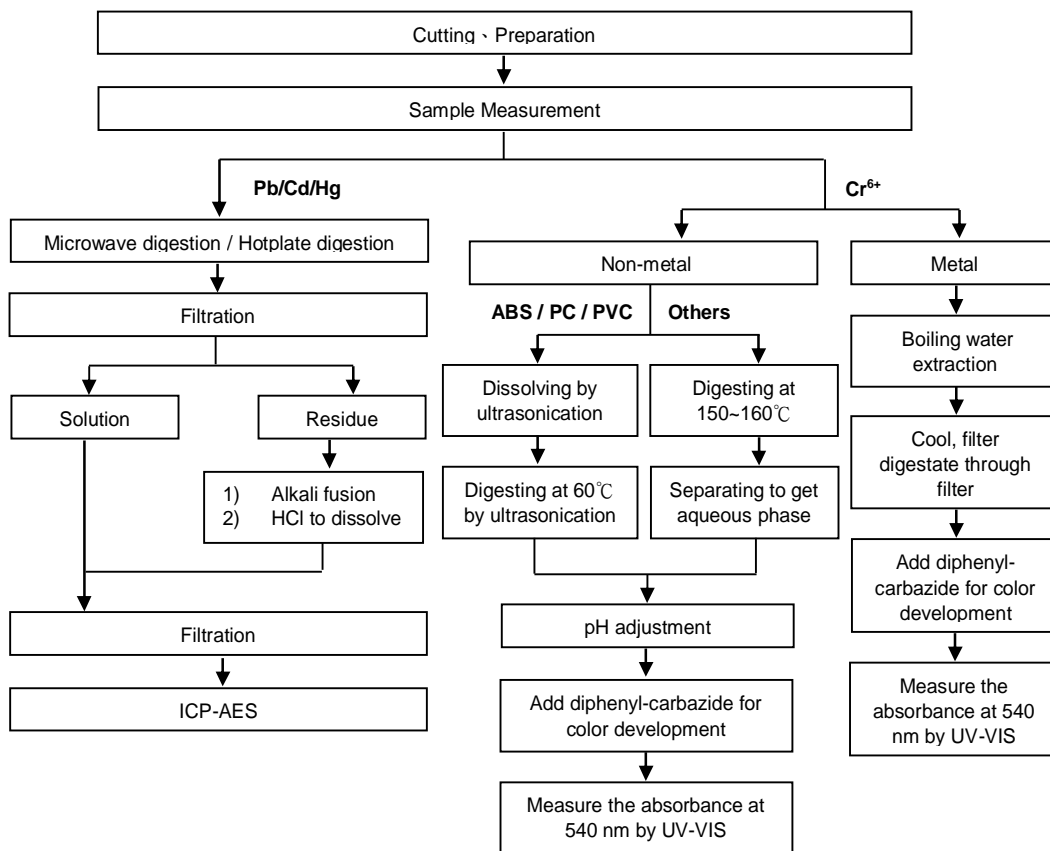 Cutting、Preparation
Sample Measurement
Pb/Cd/Hg
Cr⁶⁺
Microwave digestion / Hotplate digestion
Filtration
Solution
Residue
1) Alkali fusion
2) HCl to dissolve
Filtration
ICP-AES
Non-metal
ABS / PC / PVC
Others
Dissolving by
ultrasonication
Digesting at 60℃
by ultrasonication
Digesting at
150~160℃
Separating to get
aqueous phase
pH adjustment
Add diphenyl-carbazide for
color development
Measure the absorbance at
540 nm by UV-VIS
Metal
Boiling water
extraction
Cool, filter
digestate through
filter
Add diphenyl-
carbazide for color
development
Measure the
absorbance at 540
nm by UV-VIS